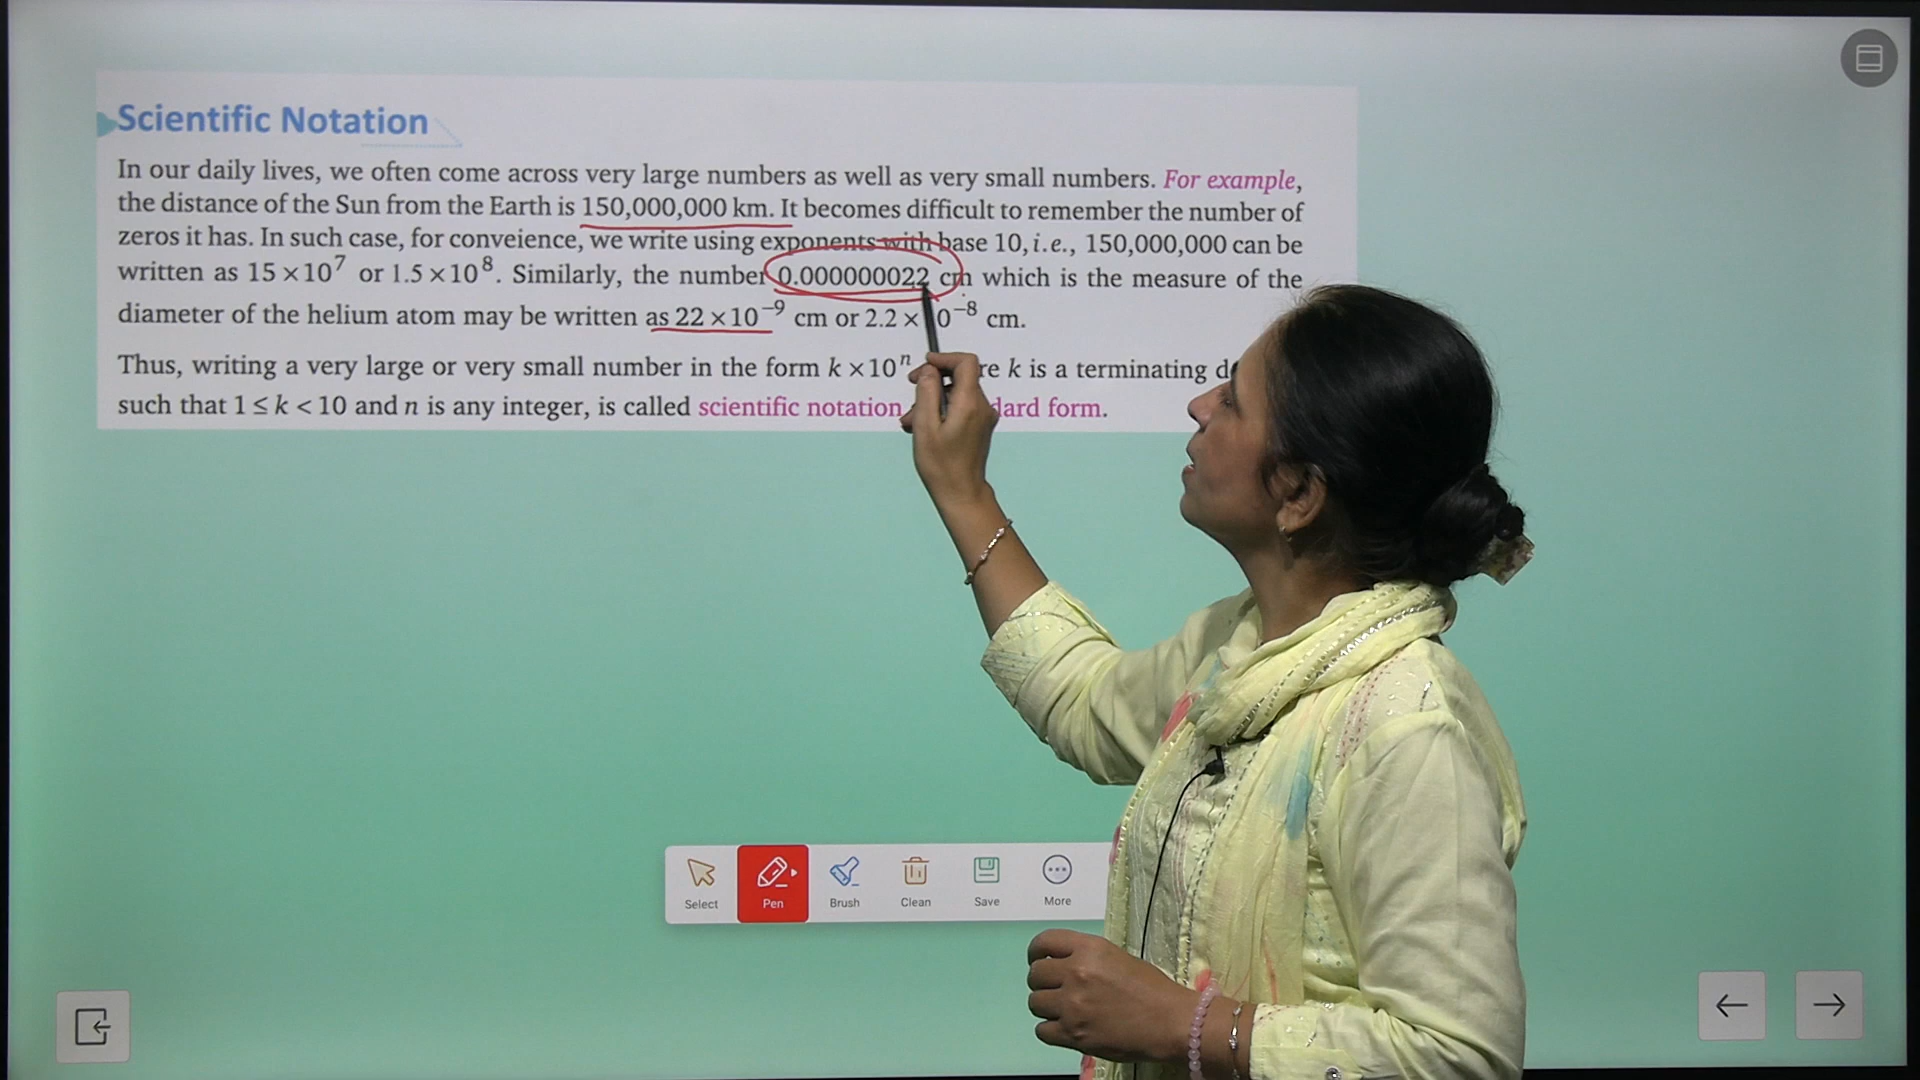 Scientific Notation
In our daily lives, we often come across very large numbers as well as very small numbers. For example,
the distance of the Sun from the Earth is 150,000,000 km. It becomes difficult to remember the number of
zeros it has. In such case, for conveience, we write using exponents with base 10, i.e., 150,000,000 can be
written as 15×10⁷ or 1.5×10⁸. Similarly, the number 0.000000022 cm which is the measure of the
diameter of the helium atom may be written as 22×10⁻⁹ cm or 2.2× 0⁻⁸ cm.
Thus, writing a very large or very small number in the form k×10ⁿ re k is a terminating
such that 1≤k<10 and n is any integer, is called scientific notation dard form.
Select Pen Brush Clean Save More